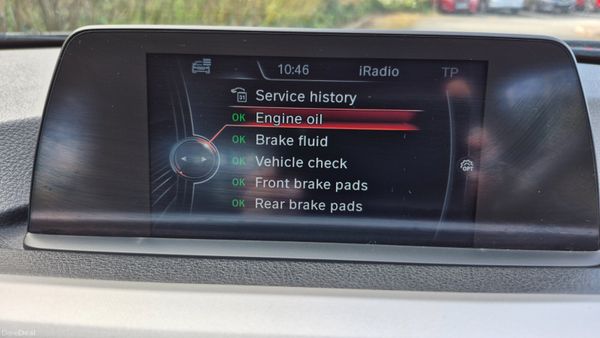 10:46 iRadio TP
31 Service history
OK Engine oil
OK Brake fluid
OK Vehicle check
OPT
OK Front brake pads
OK Rear brake pads
DoneDeal